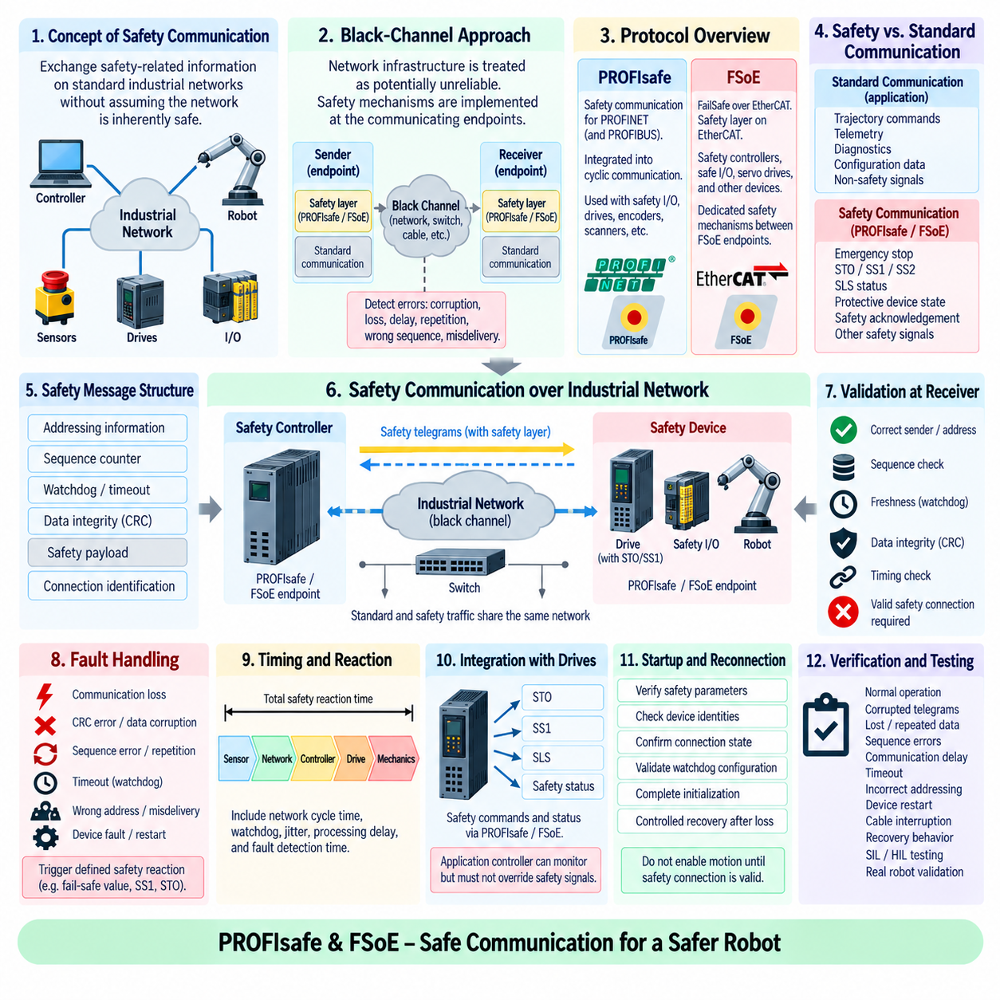 1. Concept of Safety Communication
Exchange safety-related information
on standard industrial networks
without assuming the network
is inherently safe.
Controller
Robot
Industrial
Network
Sensors
Drives
I/O
2. Black-Channel Approach
Network infrastructure is treated
as potentially unreliable.
Safety mechanisms are implemented
at the communicating endpoints.
Sender
(endpoint)
Safety layer
(PROFIsafe / FSoE)
Standard
communication
Black Channel
(network, switch,
cable, etc.)
Receiver
(endpoint)
Safety layer
(PROFIsafe / FSoE)
Standard
communication
Detect errors: corruption,
loss, delay, repetition,
wrong sequence, misdelivery.
3. Protocol Overview
PROFIsafe
Safety communication
for PROFINET
(and PROFIBUS).
Integrated into
cyclic communication.
Used with safety I/O,
drives, encoders,
scanners, etc.
PROFI
NET
®
PROFIsafe
FSoE
FailSafe over EtherCAT.
Safety layer on
EtherCAT.
Safety controllers,
safe I/O, servo drives,
and other devices.
Dedicated safety
mechanisms between
FSoE endpoints.
EtherCAT
FSoE
4. Safety vs. Standard
Communication
Standard Communication
(application)
Trajectory commands
Telemetry
Diagnostics
Configuration data
Non-safety signals
Safety Communication
(PROFIsafe / FSoE)
Emergency stop
STO / SS1 / SS2
SLS status
Protective device state
Safety acknowledgement
Other safety signals
5. Safety Message Structure
Addressing information
Sequence counter
Watchdog / timeout
Data integrity (CRC)
Safety payload
Connection identification
6. Safety Communication over Industrial Network
Safety Controller
PROFIsafe /
FSoE endpoint
Safety telegrams (with safety layer)
Industrial Network
(black channel)
Switch
Standard and safety traffic share the same network
Safety Device
Drive
(with STO/SS1)
Safety I/O
Robot
PROFIsafe / FSoE endpoint
7. Validation at Receiver
Correct sender / address
Sequence check
Freshness (watchdog)
Data integrity (CRC)
Timing check
Valid safety connection
required
8. Fault Handling
Communication loss
CRC error / data corruption
Sequence error / repetition
Timeout (watchdog)
Wrong address / misdelivery
Device fault / restart
Trigger defined safety reaction
(e.g. fail-safe value, SS1, STO).
9. Timing and Reaction
Total safety reaction time
Sensor
Network
Controller
Drive
Mechanics
Include network cycle time,
watchdog, jitter, processing delay,
and fault detection time.
10. Integration with Drives
STO
SS1
SLS
Safety status
Safety commands and status
via PROFIsafe / FSoE.
Application controller can monitor
but must not override safety signals.
11. Startup and Reconnection
Verify safety parameters
Check device identities
Confirm connection state
Validate watchdog configuration
Complete initialization
Controlled recovery after loss
Do not enable motion until
safety connection is valid.
12. Verification and Testing
Normal operation
Corrupted telegrams
Lost / repeated data
Sequence errors
Communication delay
Timeout
Incorrect addressing
Device restart
Cable interruption
Recovery behavior
SIL / HIL testing
Real robot validation
PROFIsafe & FSoE – Safe Communication for a Safer Robot